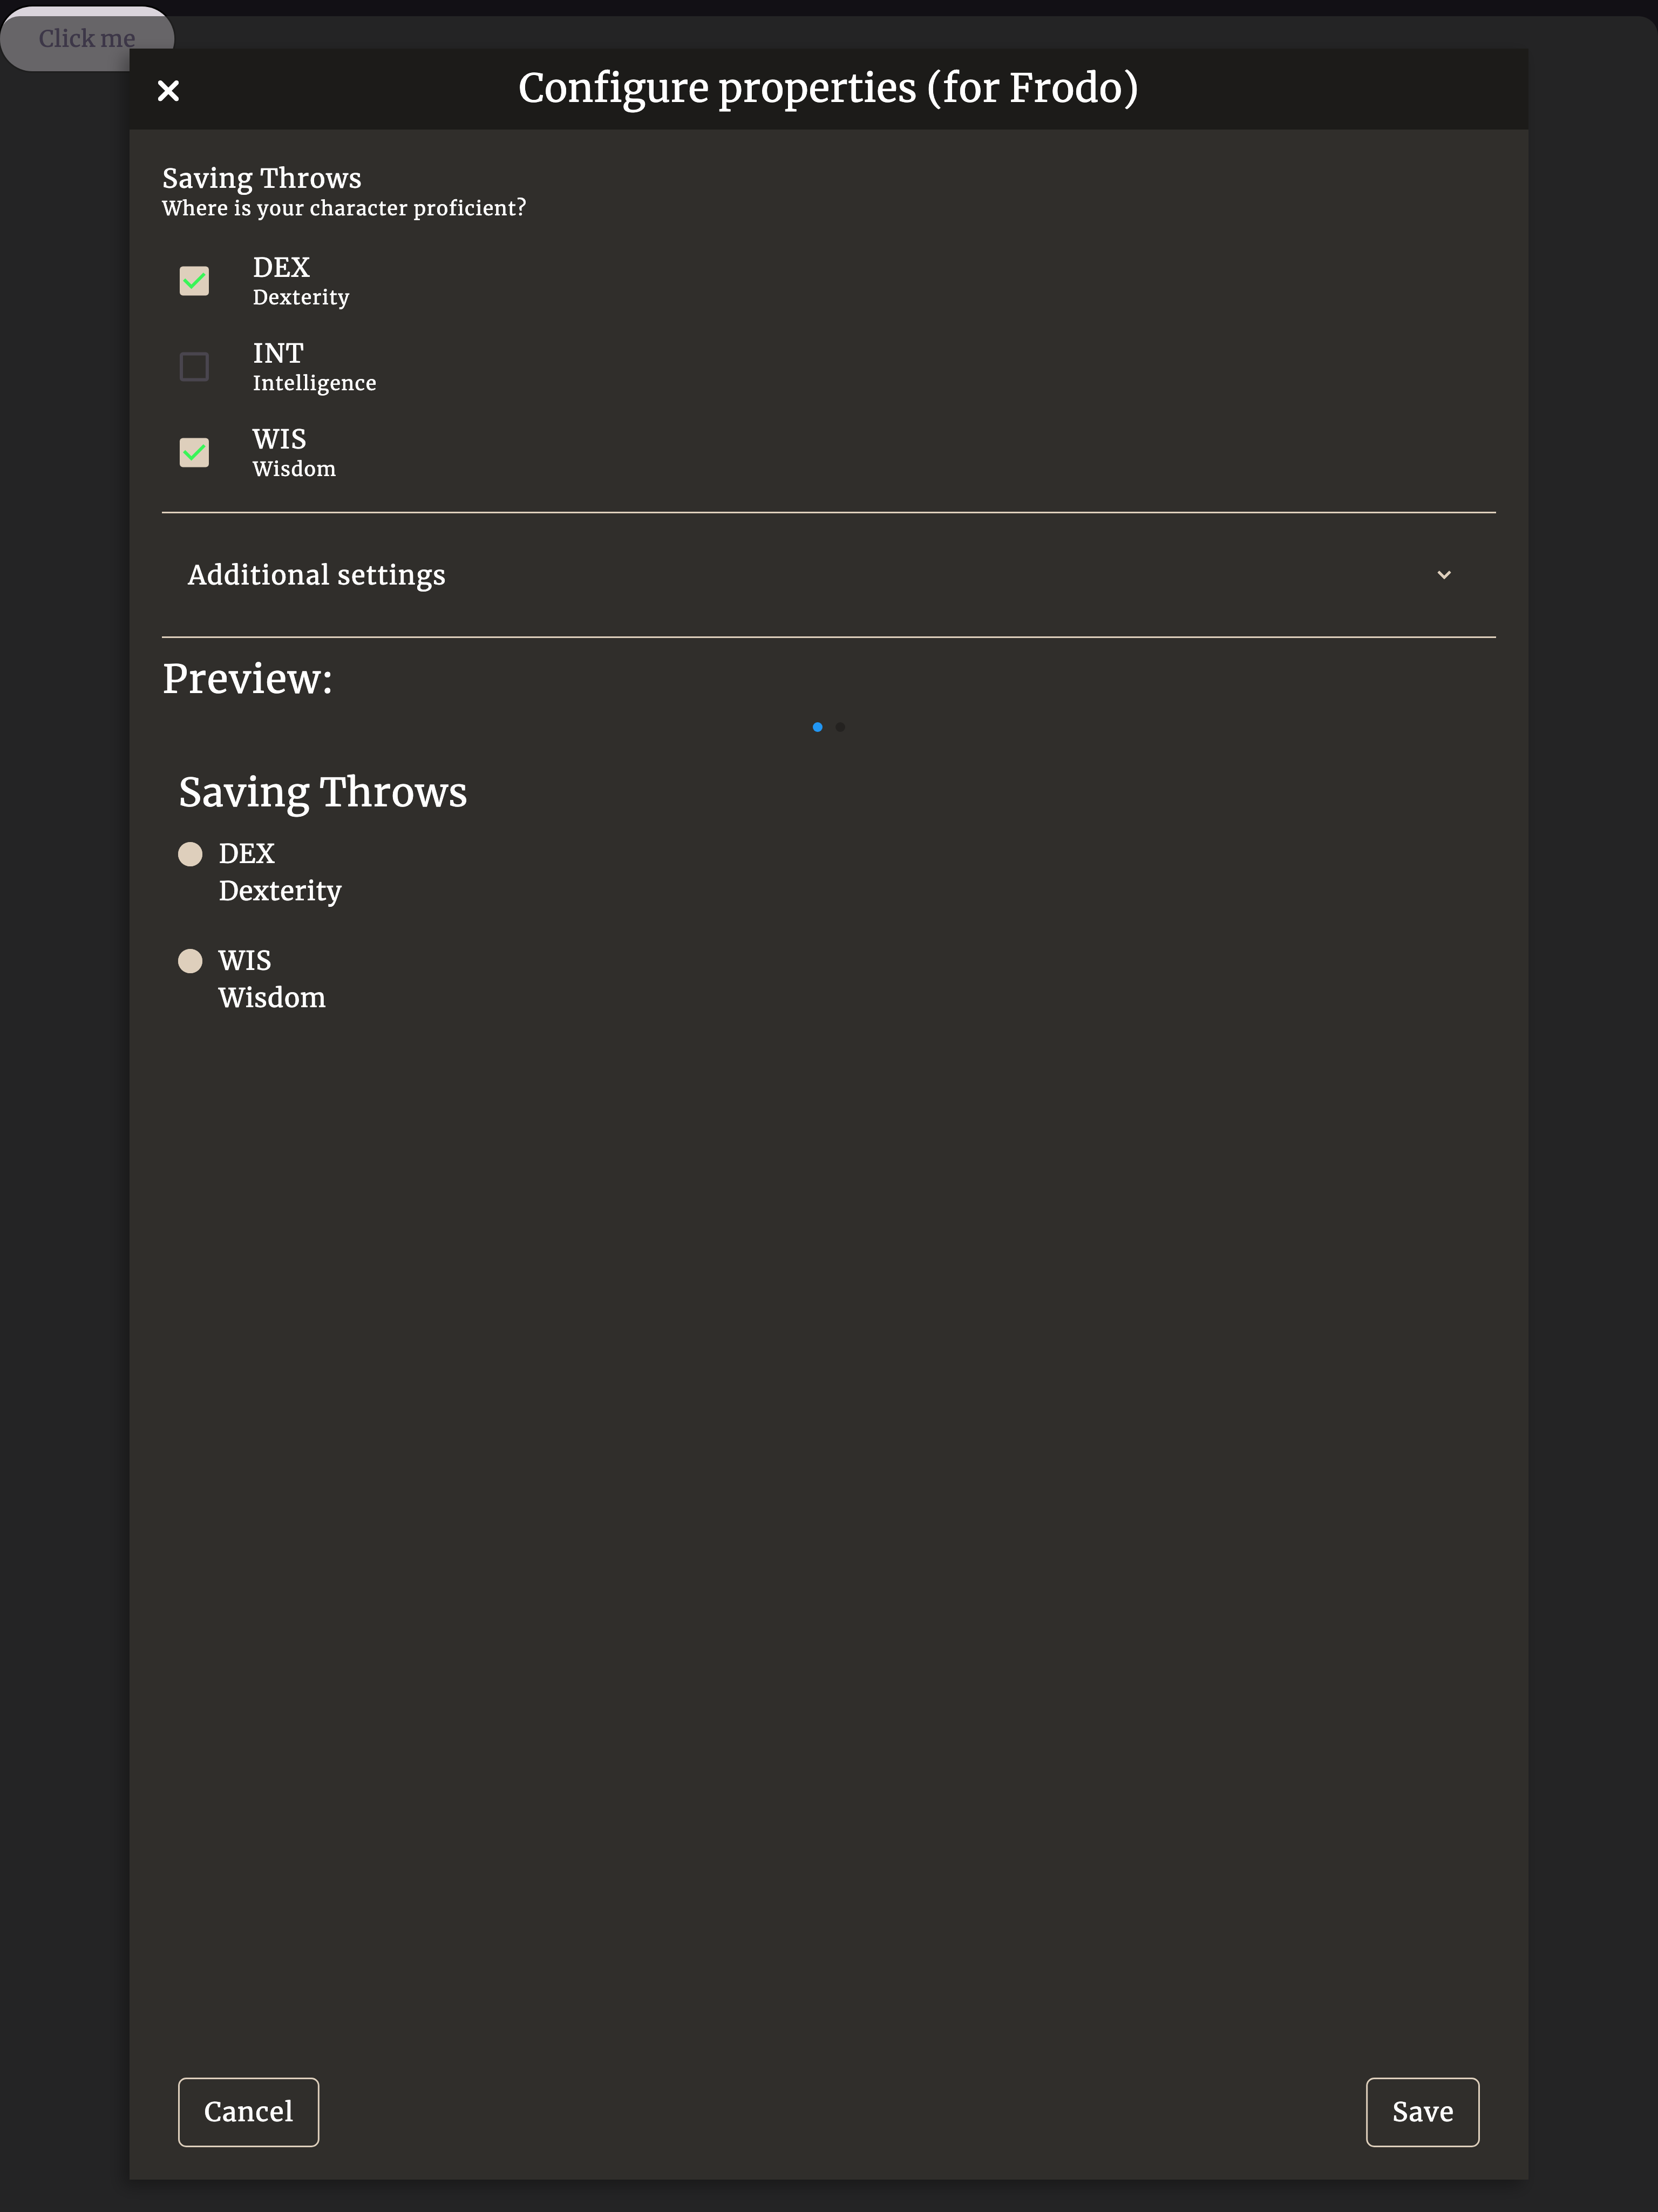 Click me
Configure properties (for Frodo)
Saving Throws
Where is your character proficient?
DEX
Dexterity
INT
Intelligence
WIS
Wisdom
Additional settings
Preview:
Saving Throws
DEX
Dexterity
WIS
Wisdom
Cancel
Save